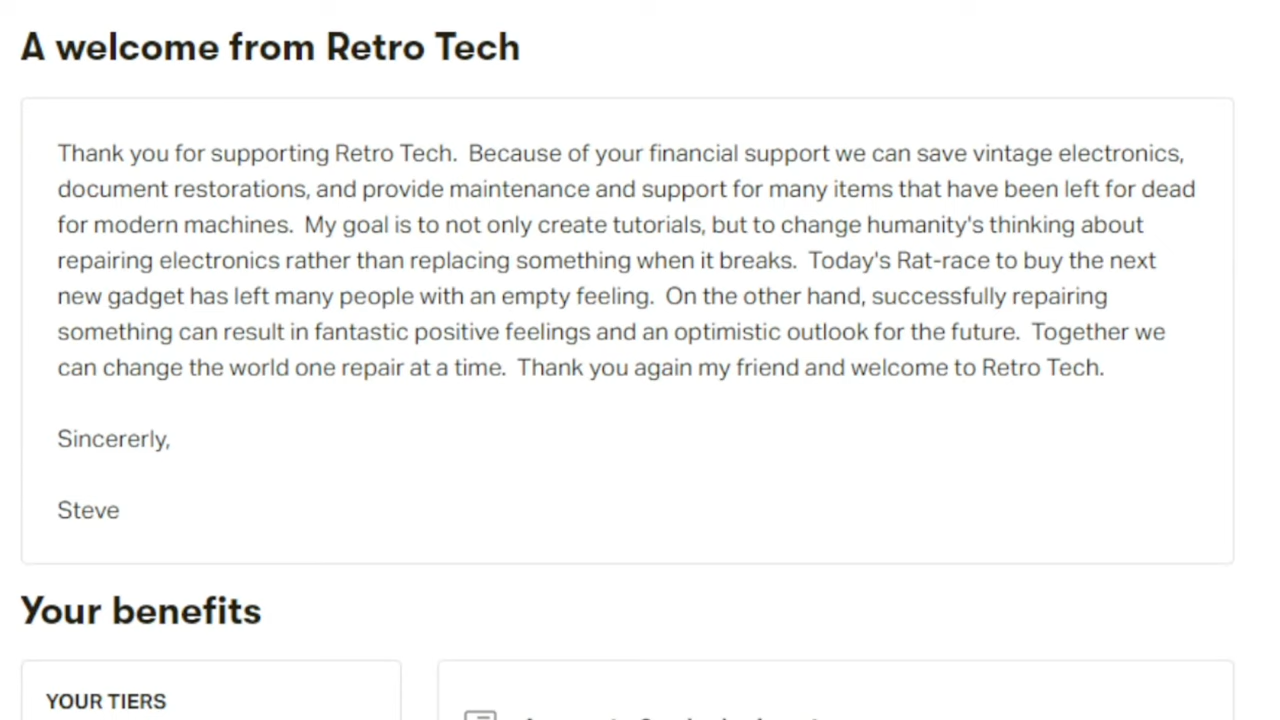 A welcome from Retro Tech
Thank you for supporting Retro Tech.  Because of your financial support we can save vintage electronics,
document restorations, and provide maintenance and support for many items that have been left for dead
for modern machines.  My goal is to not only create tutorials, but to change humanity's thinking about
repairing electronics rather than replacing something when it breaks.  Today's Rat-race to buy the next
new gadget has left many people with an empty feeling.  On the other hand, successfully repairing
something can result in fantastic positive feelings and an optimistic outlook for the future.  Together we
can change the world one repair at a time.  Thank you again my friend and welcome to Retro Tech.
Sincererly,
Steve
Your benefits
YOUR TIERS